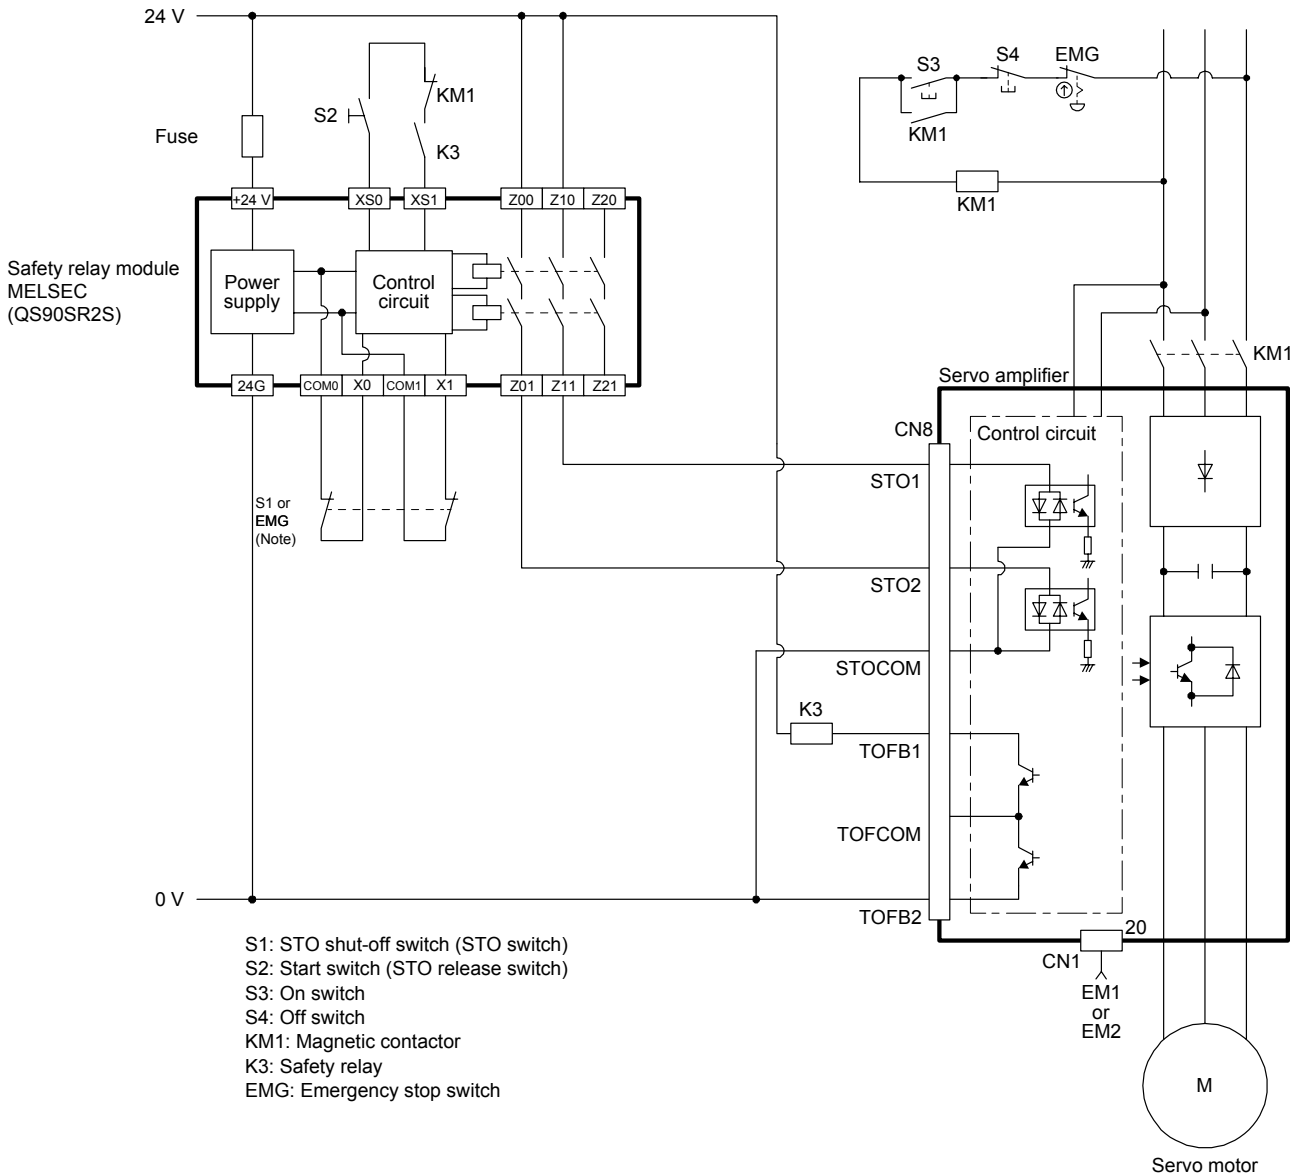 24 V
S3
S4
EMG
S2
KM1
Fuse
K3
KM1
KM1
+24 V
XS0
XS1
Z00
Z10
Z20
Safety relay module
MELSEC
(QS90SR2S)
Power
supply
Control
circuit
KM1
24G
COM0
X0
COM1
X1
Z01
Z11
Z21
Servo amplifier
CN8
Control circuit
STO1
S1 or
EMG
(Note)
STO2
STOCOM
K3
TOFB1
TOFCOM
0 V
TOFB2
20
CN1
EM1
or
EM2
S1: STO shut-off switch (STO switch)
S2: Start switch (STO release switch)
S3: On switch
S4: Off switch
KM1: Magnetic contactor
K3: Safety relay
EMG: Emergency stop switch
M
Servo motor